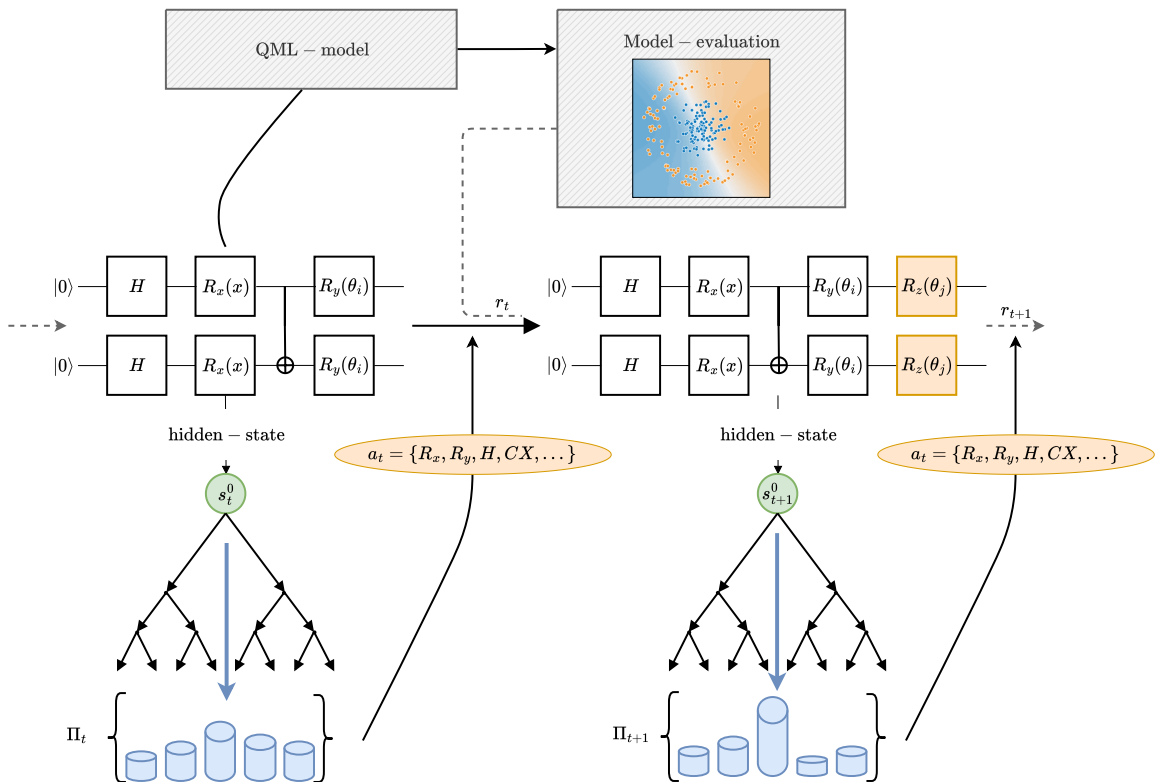 QML – model
Model – evaluation
|0⟩ H R_x(x) R_y(θ_i)
|0⟩ H R_x(x) R_y(θ_i)
r_t
|0⟩ H R_x(x) R_y(θ_i) R_z(θ_j)
|0⟩ H R_x(x) R_y(θ_i) R_z(θ_j)
r_{t+1}
hidden – state
a_t = {R_x, R_y, H, CX, . . . }
hidden – state
a_t = {R_x, R_y, H, CX, . . . }
s_t^0
s_{t+1}^0
Π_t
Π_{t+1}